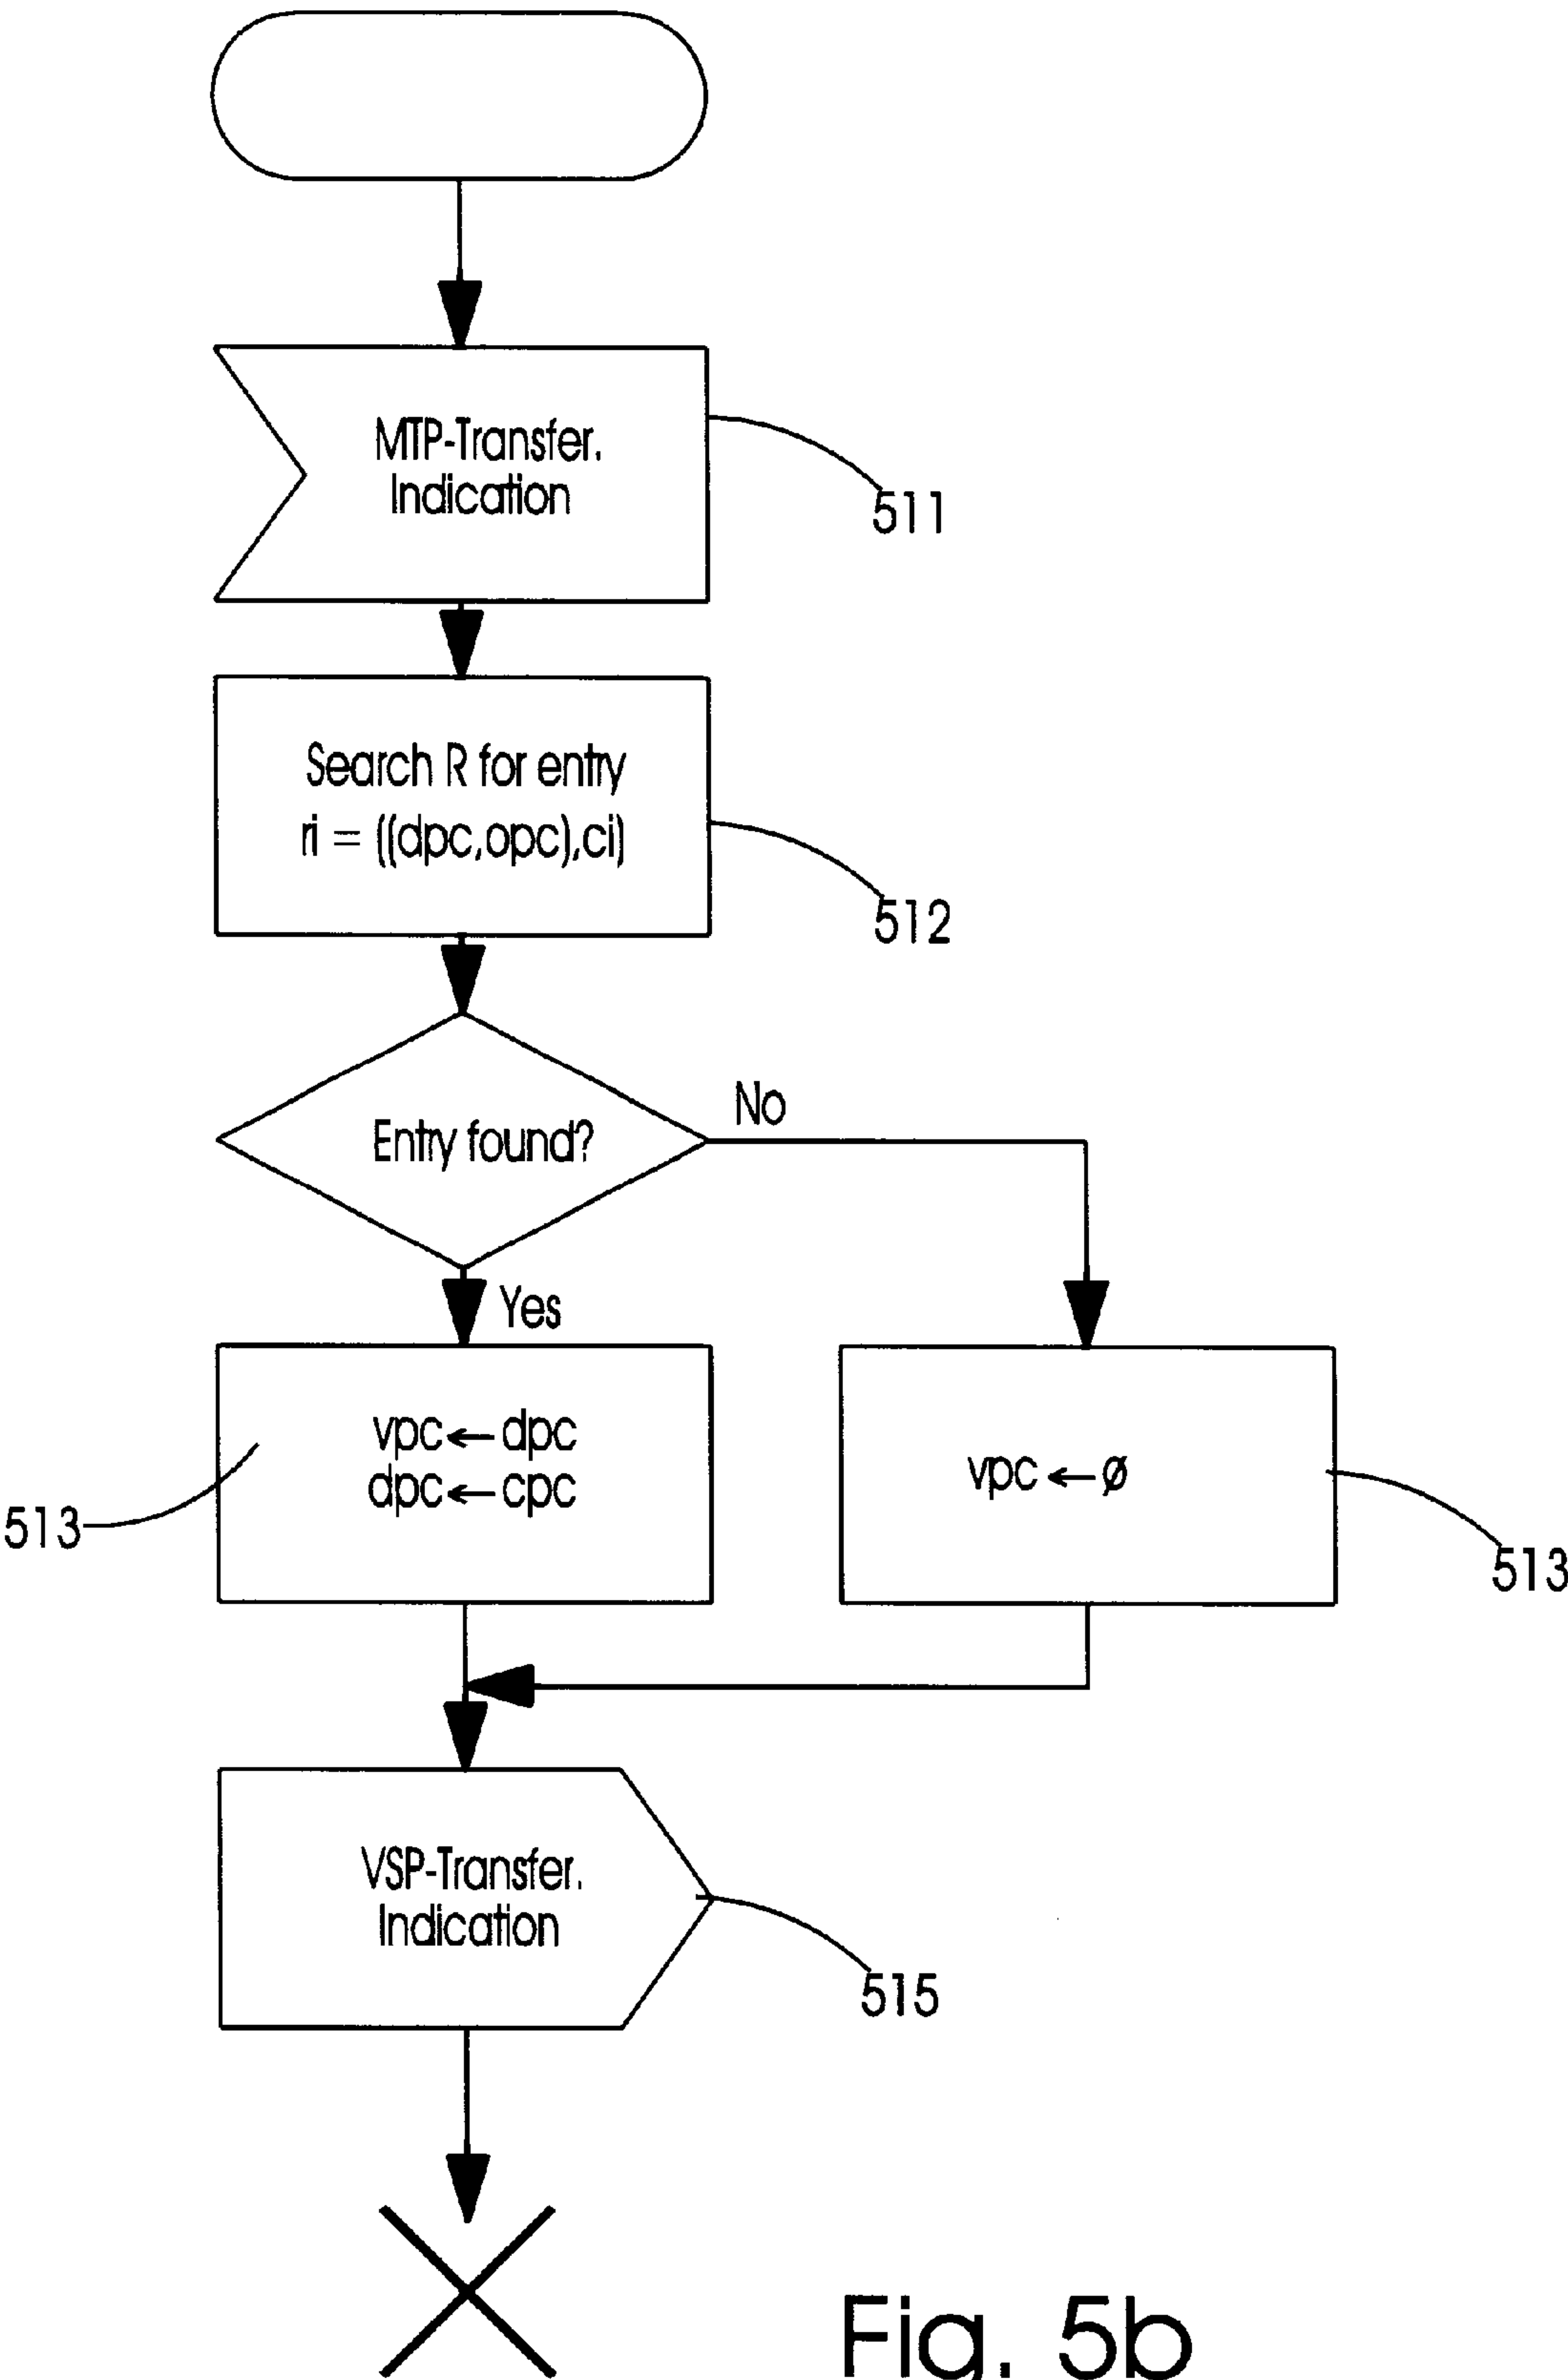 MTP-Transfer.
Indication
511
Search R for entry
ri = ((dpc,opc),ci)
512
Entry found?
No
Yes
vpc ← dpc
dpc ← cpc
513
vpc ← ø
513
VSP-Transfer.
Indication
515
Fig. 5b